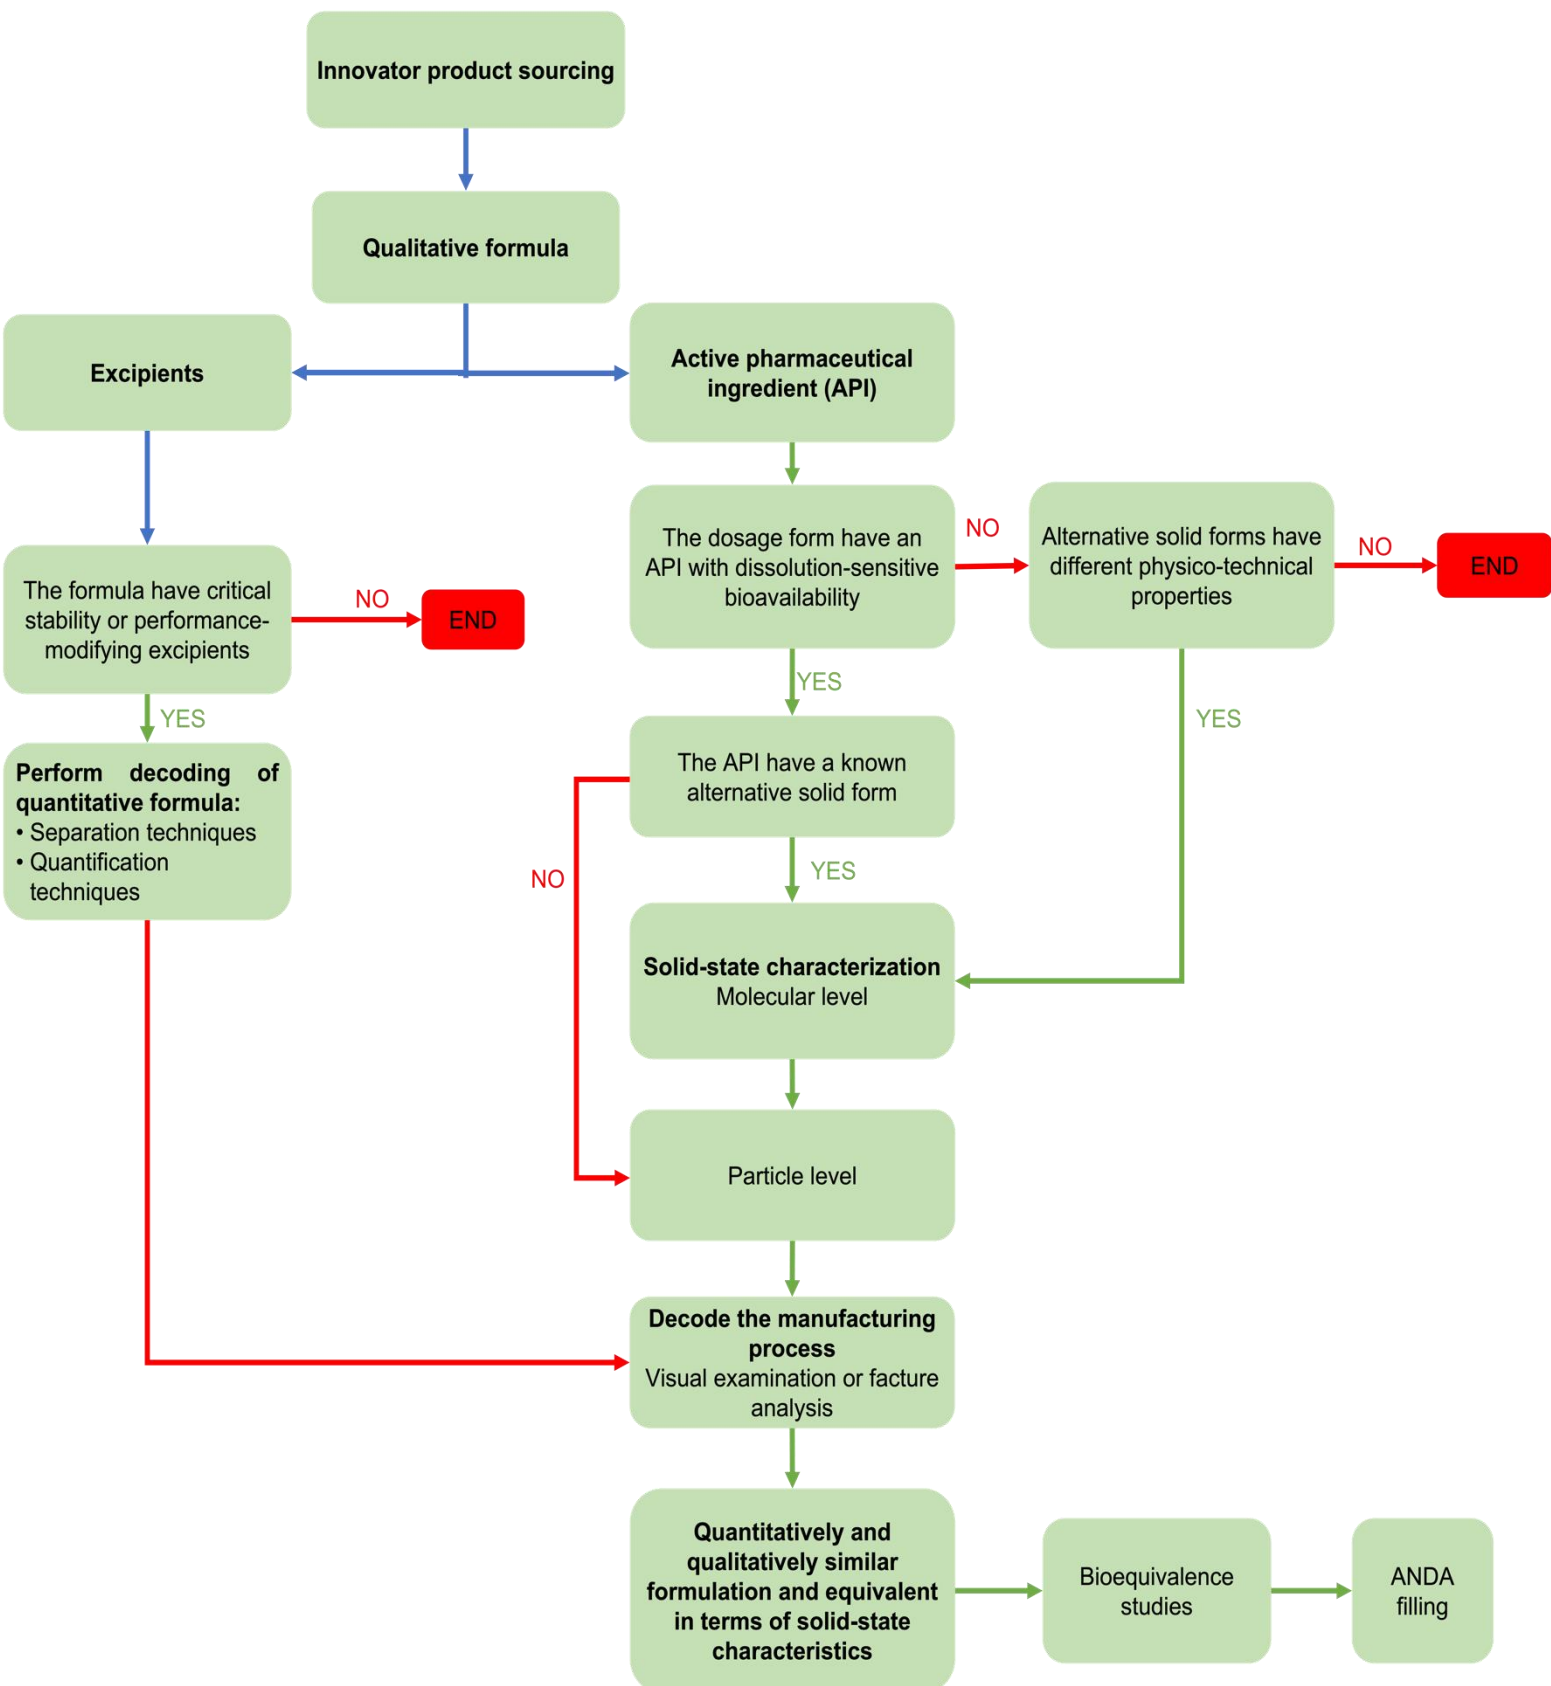 Innovator product sourcing
Qualitative formula
Excipients
Active pharmaceutical
ingredient (API)
The dosage form have an
API with dissolution-sensitive
bioavailability
NO
Alternative solid forms have
different physico-technical
properties
NO
END
The formula have critical
stability or performance-
modifying excipients
NO
END
YES
YES
YES
Perform decoding of
quantitative formula:
• Separation techniques
• Quantification
techniques
The API have a known
alternative solid form
NO
YES
Solid-state characterization
Molecular level
Particle level
Decode the manufacturing
process
Visual examination or facture
analysis
Quantitatively and
qualitatively similar
formulation and equivalent
in terms of solid-state
characteristics
Bioequivalence
studies
ANDA
filling